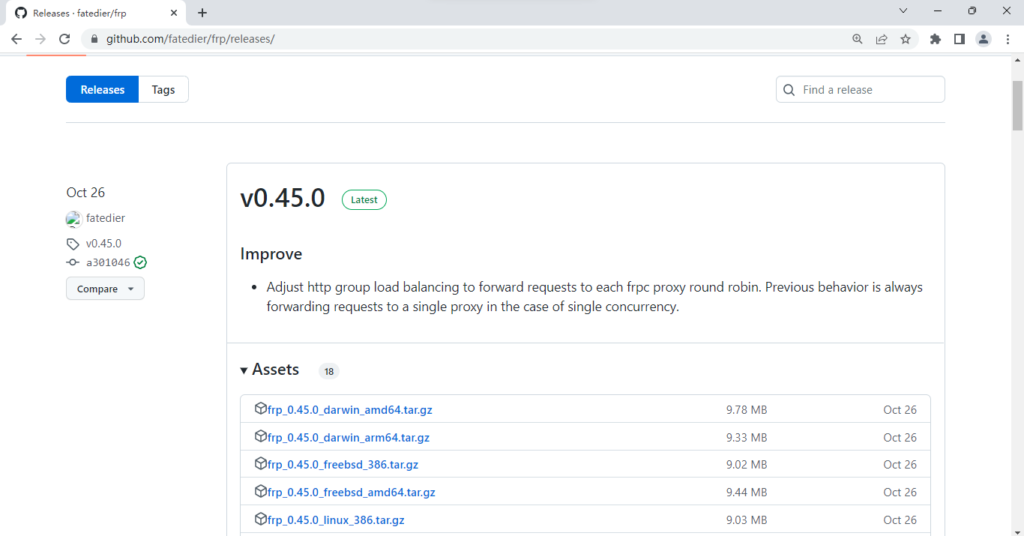 Releases · fatedier/frp
github.com/fatedier/frp/releases/
Releases
Tags
Find a release
Oct 26
fatedier
v0.45.0
a301046
Compare
v0.45.0
Latest
Improve
Adjust http group load balancing to forward requests to each frpc proxy round robin. Previous behavior is always
forwarding requests to a single proxy in the case of single concurrency.
Assets 18
frp_0.45.0_darwin_amd64.tar.gz 9.78 MB Oct 26
frp_0.45.0_darwin_arm64.tar.gz 9.33 MB Oct 26
frp_0.45.0_freebsd_386.tar.gz 9.02 MB Oct 26
frp_0.45.0_freebsd_amd64.tar.gz 9.44 MB Oct 26
frp_0.45.0_linux_386.tar.gz 9.03 MB Oct 26